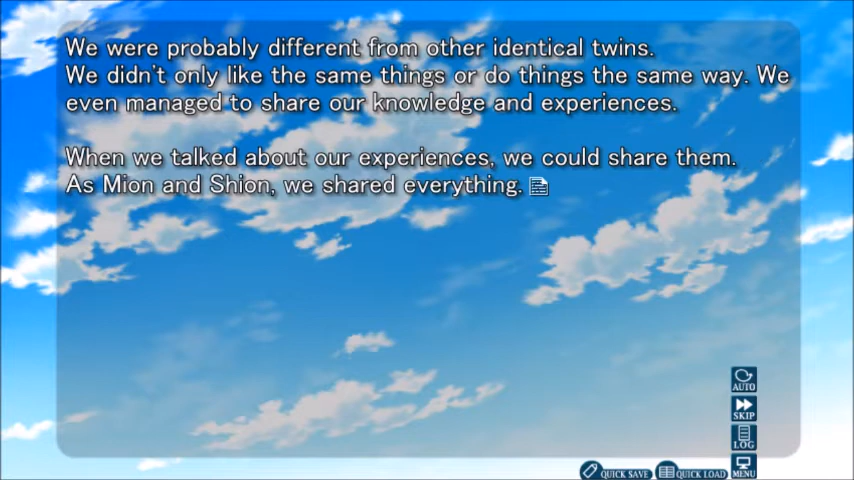 We were probably different from other identical twins.
We didn't only like the same things or do things the same way. We
even managed to share our knowledge and experiences.
When we talked about our experiences, we could share them.
As Mion and Shion, we shared everything.
AUTO
SKIP
LOG
MENU
QUICK SAVE
QUICK LOAD